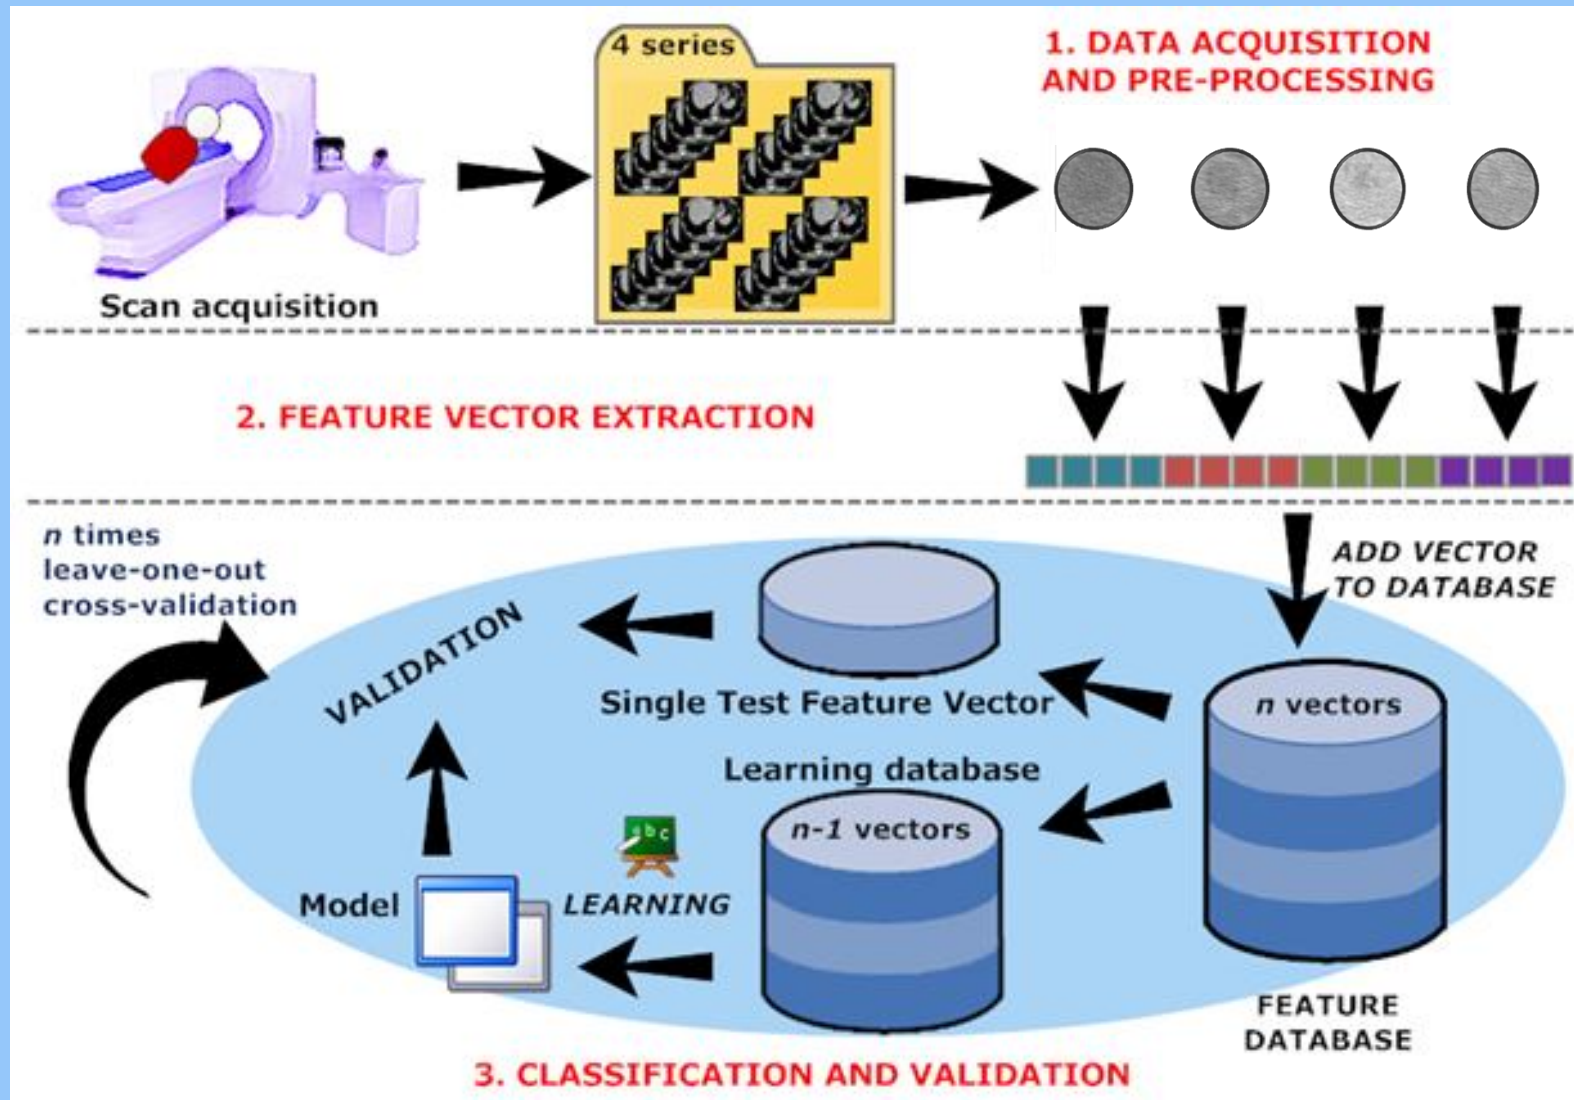 4 series
1. DATA ACQUISITION
AND PRE-PROCESSING
Scan acquisition
2. FEATURE VECTOR EXTRACTION
n times
leave-one-out
cross-validation
ADD VECTOR
TO DATABASE
VALIDATION
Single Test Feature Vector
n vectors
Learning database
n-1 vectors
abc
Model
LEARNING
FEATURE
DATABASE
3. CLASSIFICATION AND VALIDATION